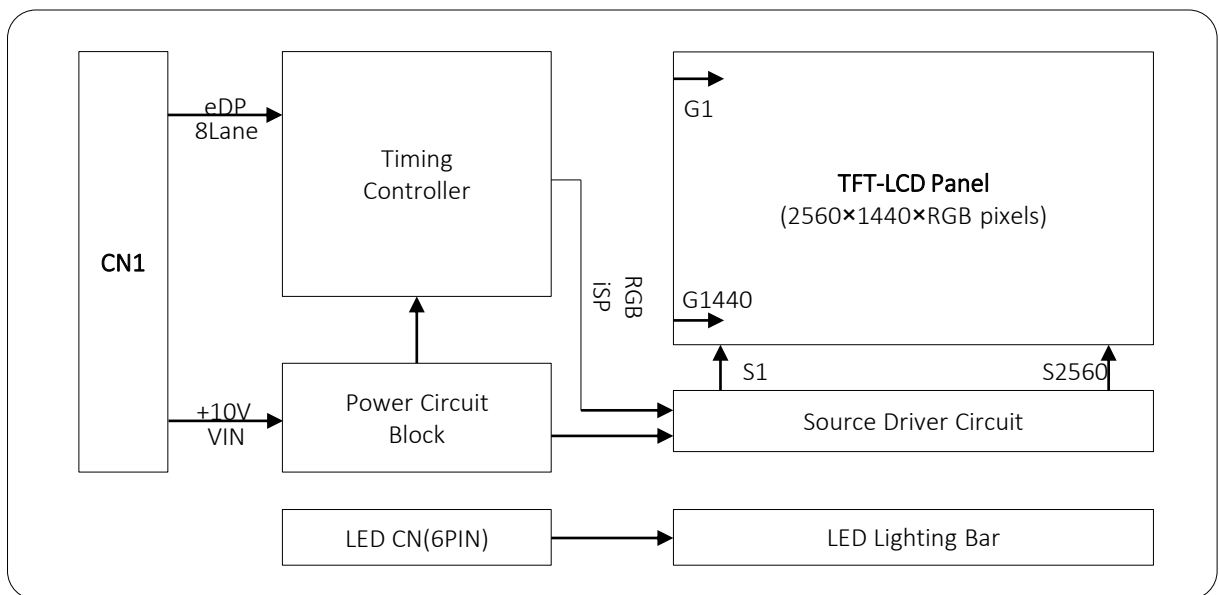 CN1
eDP
8Lane
+10V
VIN
Timing
Controller
Power Circuit
Block
RGB
iSP
G1
TFT-LCD Panel
(2560×1440×RGB pixels)
G1440
S1
S2560
Source Driver Circuit
LED CN(6PIN)
LED Lighting Bar